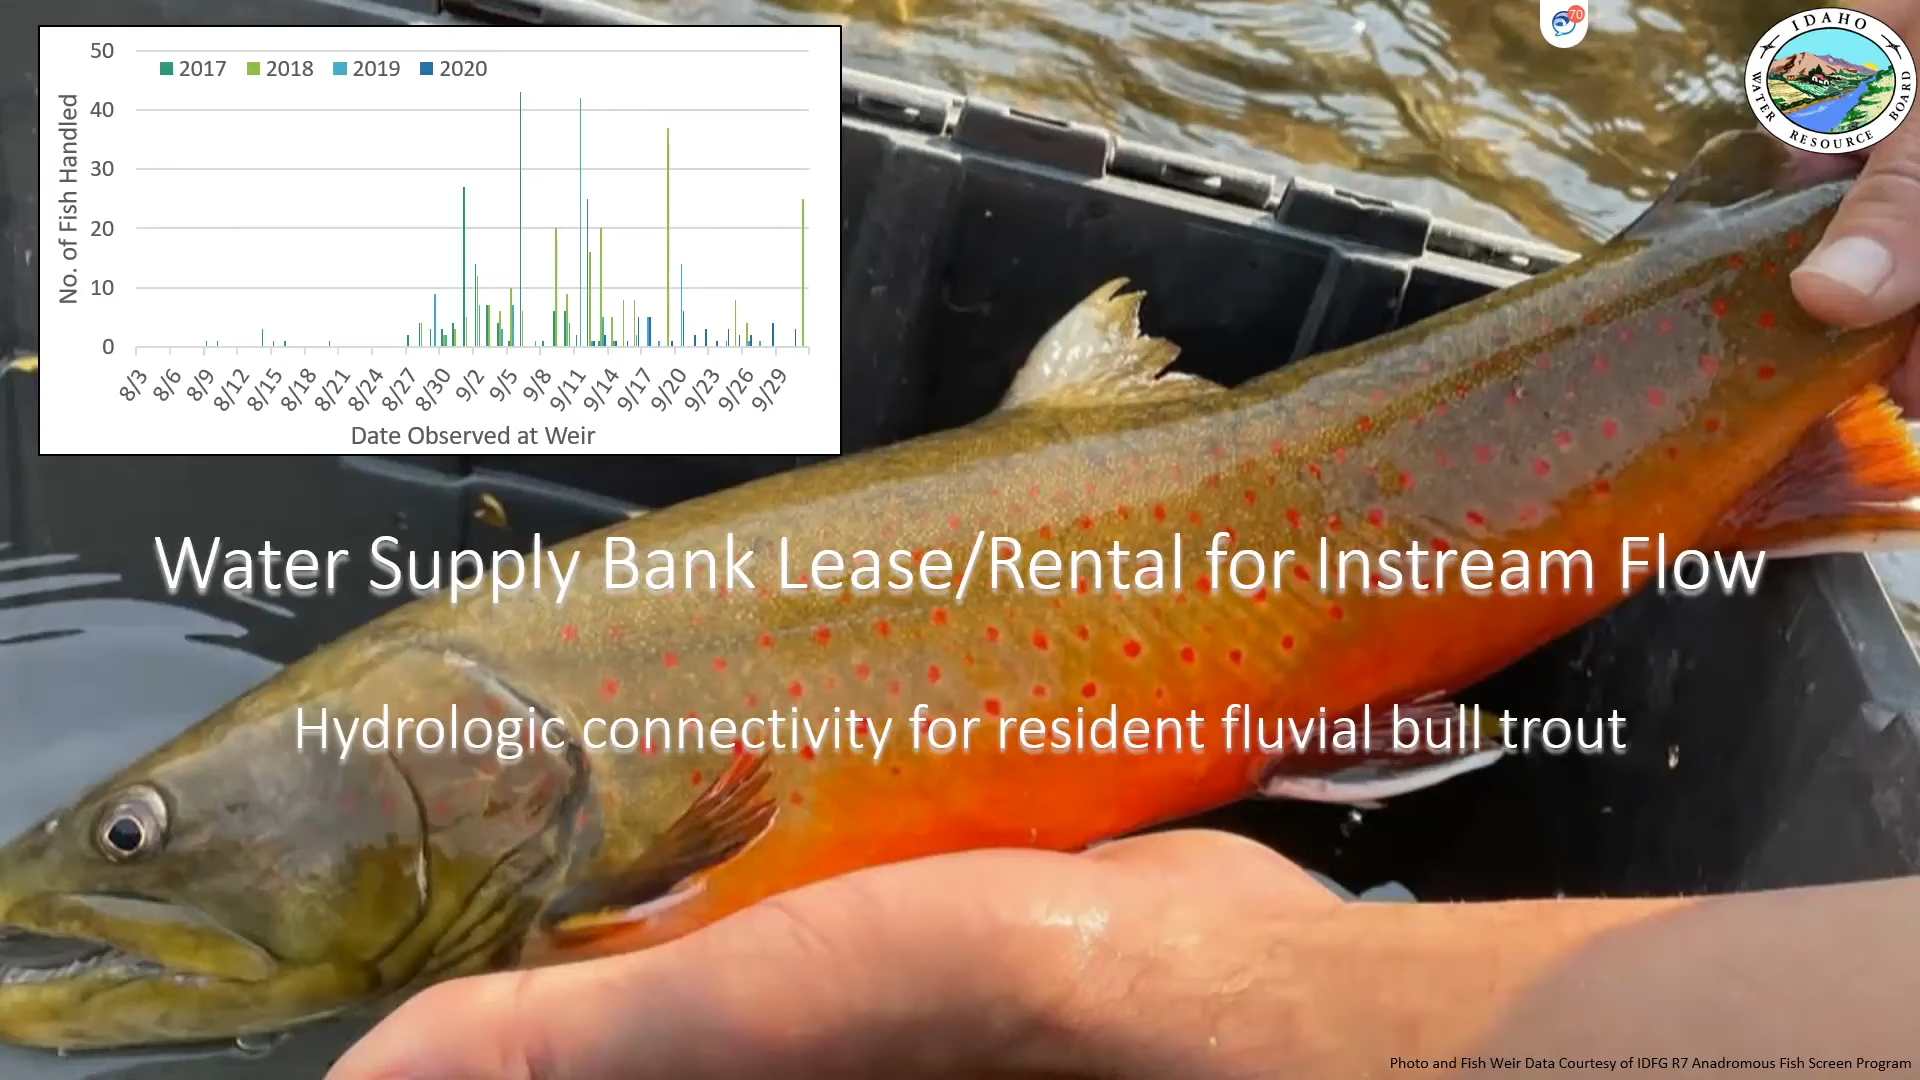 50
2017 2018 2019 2020
40
30
20
10
0
No. of Fish Handled
8/3 8/6 8/9 8/12 8/15 8/18 8/21 8/24 8/27 8/30 9/2 9/5 9/8 9/11 9/14 9/17 9/20 9/23 9/26 9/29
Date Observed at Weir
70
IDAHO
WATER RESOURCE BOARD
Water Supply Bank Lease/Rental for Instream Flow
Hydrologic connectivity for resident fluvial bull trout
Photo and Fish Weir Data Courtesy of IDFG R7 Anadromous Fish Screen Program